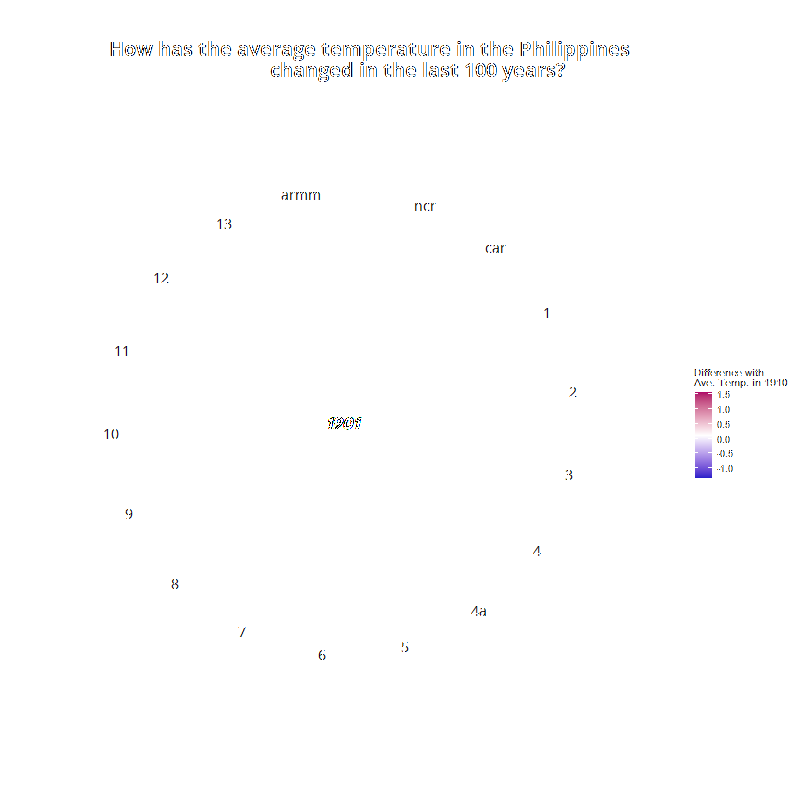 How has the average temperature in the Philippines
changed in the last 100 years?
armm
ncr
13
car
12
1
11
Difference with
Ave. Temp. in 1910
1.5
2
1.0
0.5
10
0.0
-0.5
3
-1.0
9
4
8
4a
7
5
6